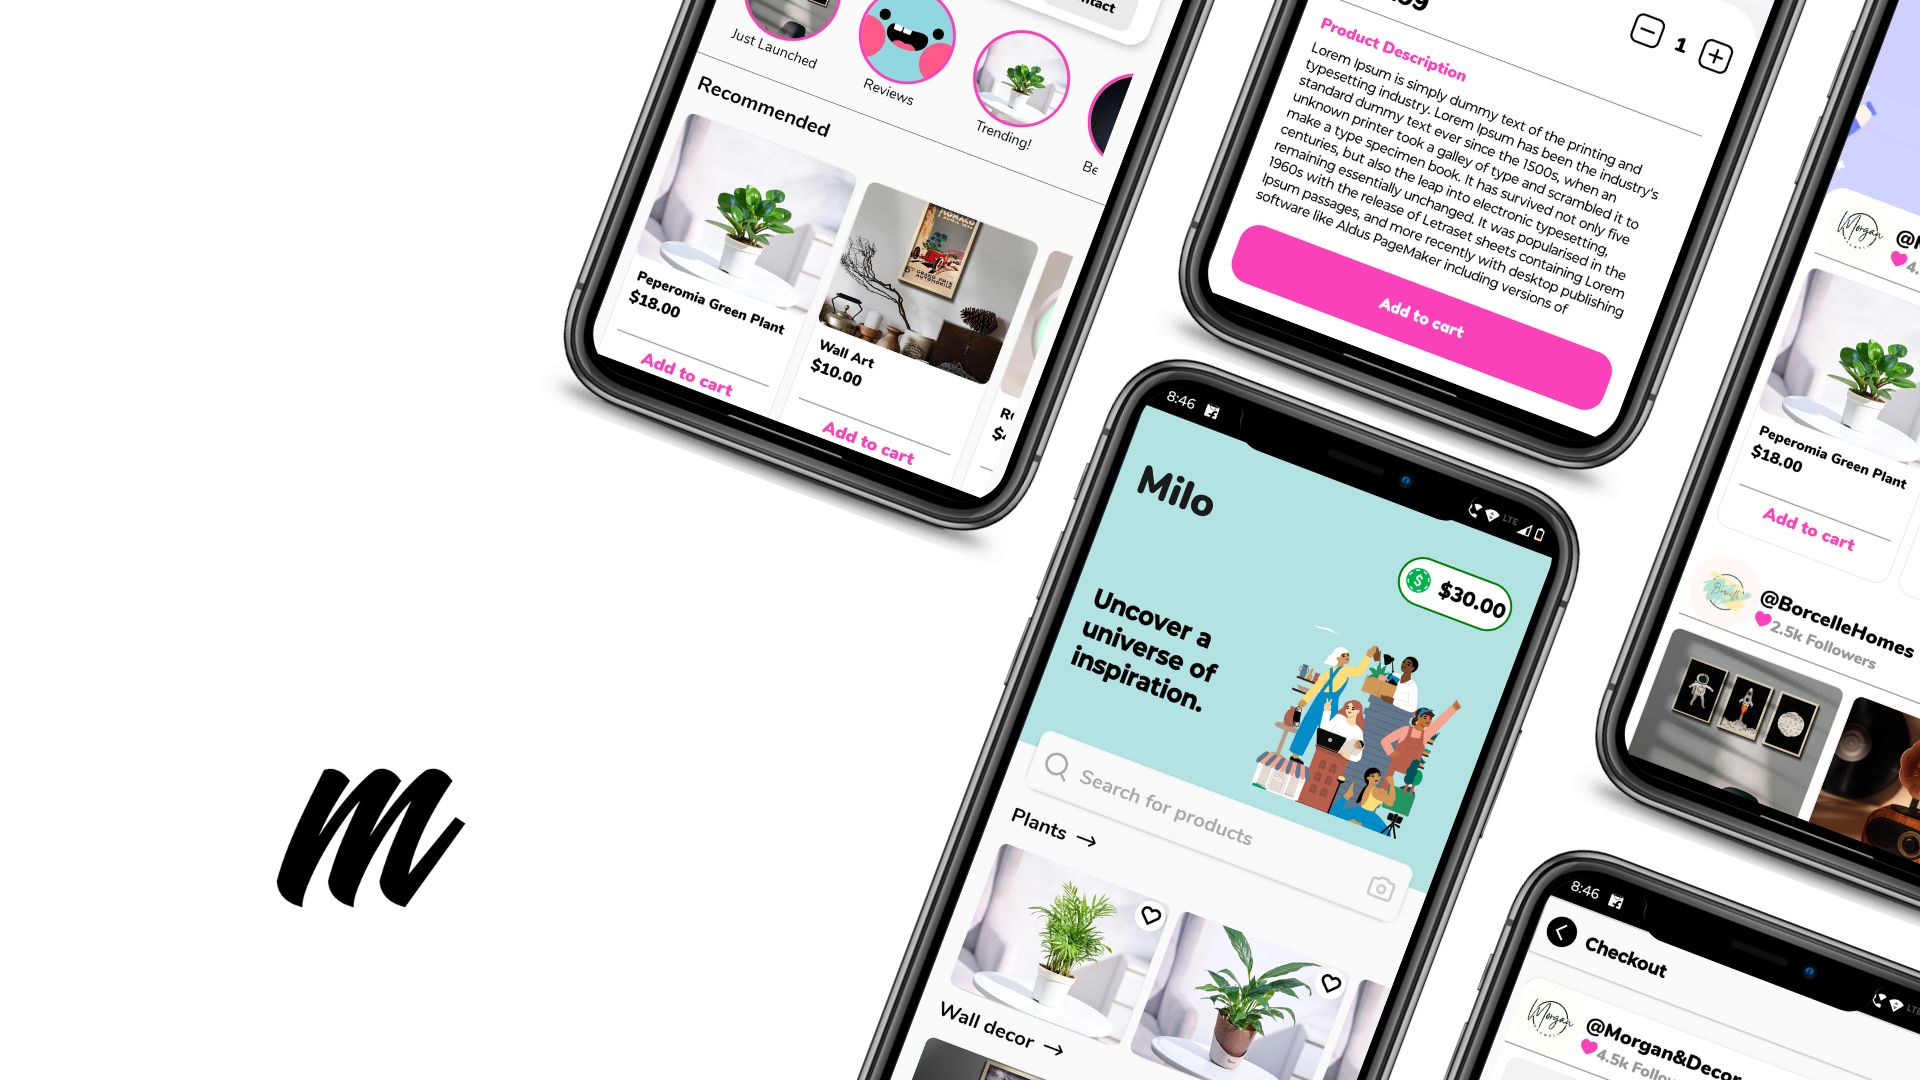 ntact
Just Launched
Reviews
Trending!
Be
Recommended
Peperomia Green Plant
$18.00
Add to cart
Wall Art
$10.00
Add to cart
1
Product Description
Lorem Ipsum is simply dummy text of the printing and
typesetting industry. Lorem Ipsum has been the industry's
standard dummy text ever since the 1500s, when an
unknown printer took a galley of type and scrambled it to
make a type specimen book. It has survived not only five
centuries, but also the leap into electronic typesetting,
remaining essentially unchanged. It was popularised in the
1960s with the release of Letraset sheets containing Lorem
Ipsum passages, and more recently with desktop publishing
software like Aldus PageMaker including versions of
Add to cart
8:46
LTE
Milo
$30.00
Uncover a
universe of
inspiration.
Search for products
Plants →
Wall decor →
m
Morgan
Peperomia Green Plant
$18.00
Add to cart
Borcelle
@BorcelleHomes
2.5k Followers
8:46
LTE
Checkout
Morgan
@Morgan&Decor
4.5k Follow